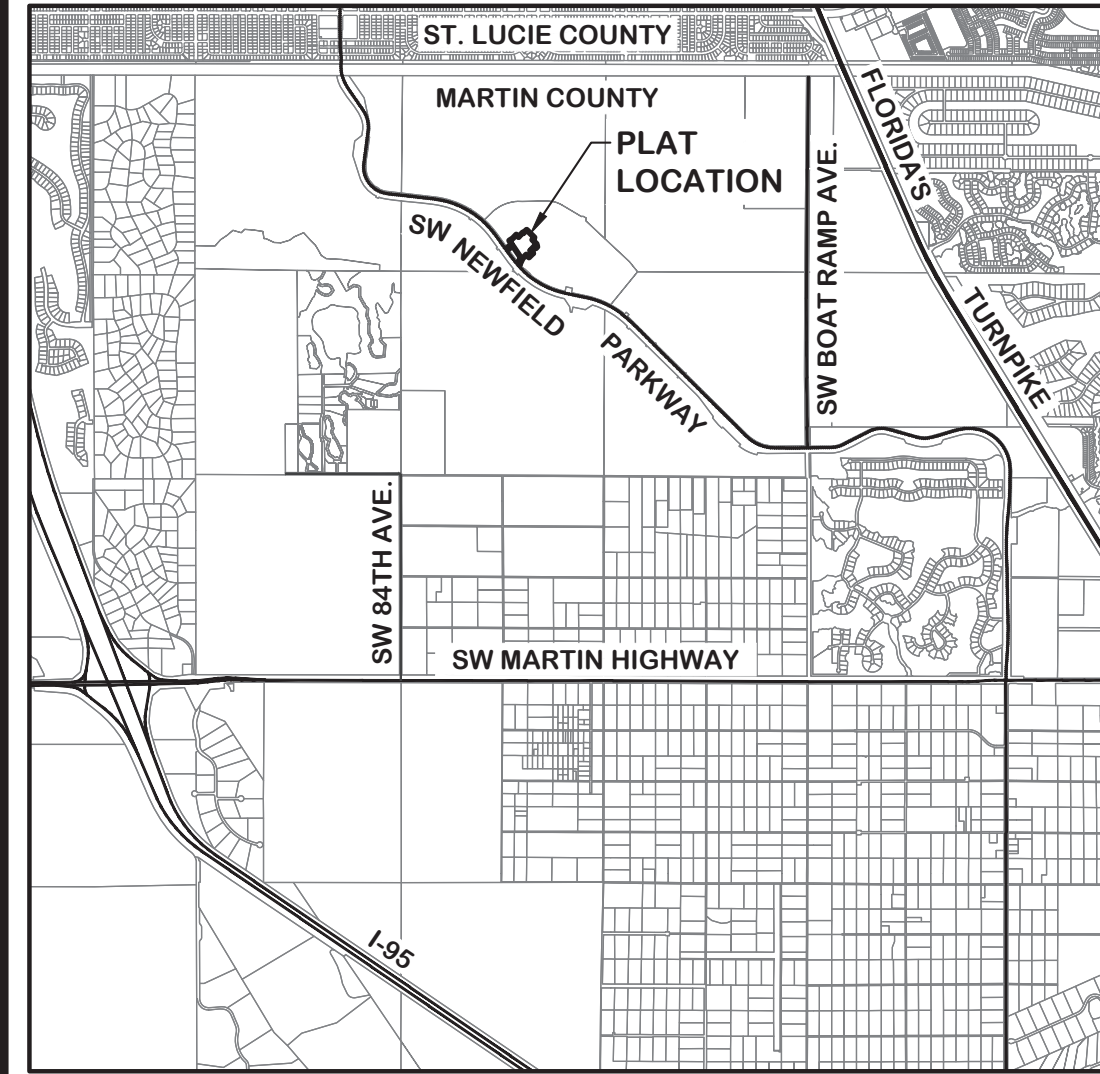 ST. LUCIE COUNTY
MARTIN COUNTY
PLAT
LOCATION
FLORIDA'S
TURNPIKE
SW BOAT RAMP AVE.
SW NEWFIELD
PARKWAY
SW 84TH AVE.
SW MARTIN HIGHWAY
I-95